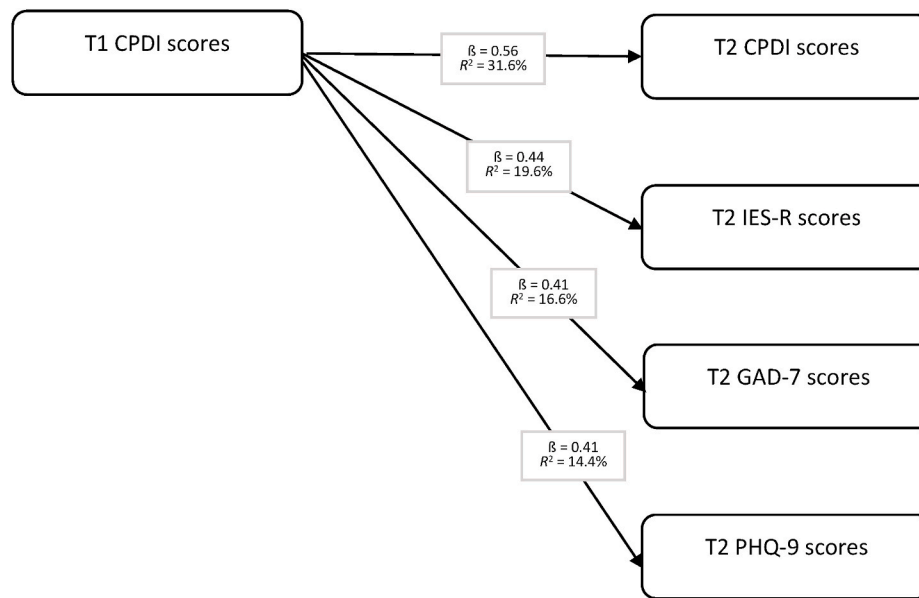 T1 CPDI scores
ß = 0.56
R² = 31.6%
T2 CPDI scores
ß = 0.44
R² = 19.6%
T2 IES-R scores
ß = 0.41
R² = 16.6%
T2 GAD-7 scores
ß = 0.41
R² = 14.4%
T2 PHQ-9 scores